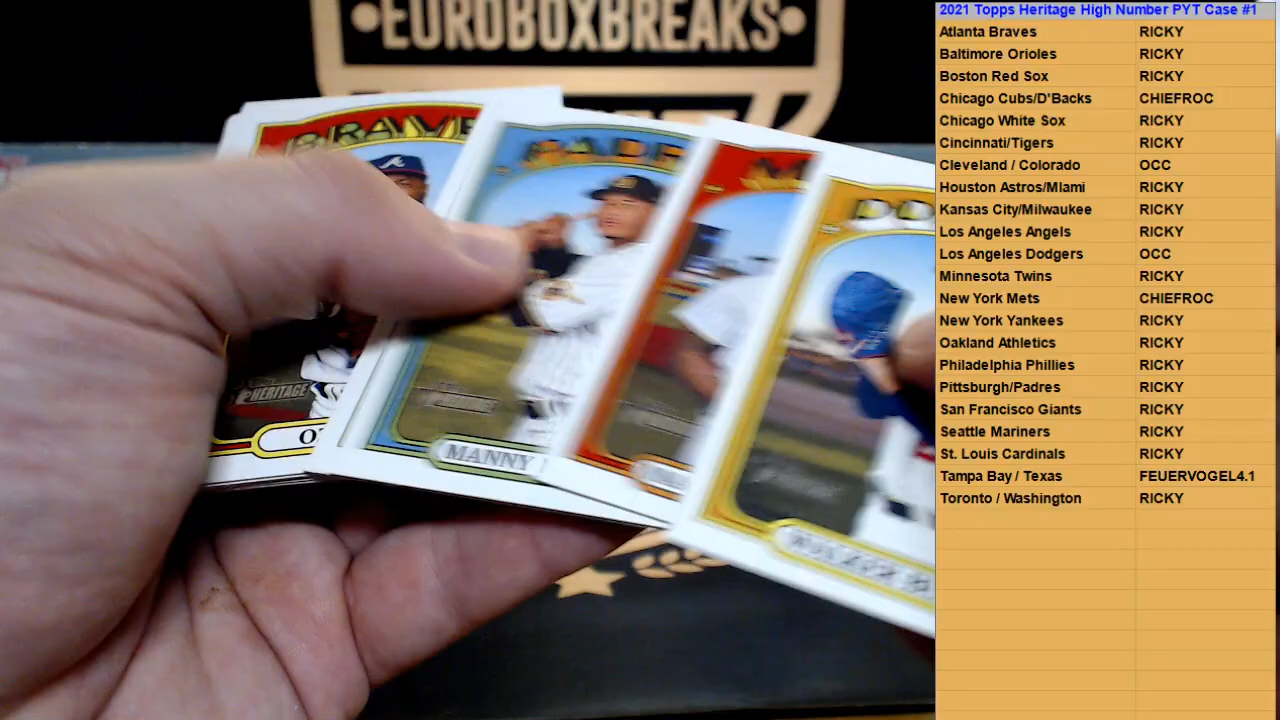 EUROBOXBREAKS
BRAVE
PADR
HERITAGE
MANNY
2021 Topps Heritage High Number PYT Case #1
Atlanta Braves RICKY
Baltimore Orioles RICKY
Boston Red Sox RICKY
Chicago Cubs/D'Backs CHIEFROC
Chicago White Sox RICKY
Cincinnati/Tigers RICKY
Cleveland / Colorado OCC
Houston Astros/MIami RICKY
Kansas City/Milwaukee RICKY
Los Angeles Angels RICKY
Los Angeles Dodgers OCC
Minnesota Twins RICKY
New York Mets CHIEFROC
New York Yankees RICKY
Oakland Athletics RICKY
Philadelphia Phillies RICKY
Pittsburgh/Padres RICKY
San Francisco Giants RICKY
Seattle Mariners RICKY
St. Louis Cardinals RICKY
Tampa Bay / Texas FEUERVOGEL4.1
Toronto / Washington RICKY